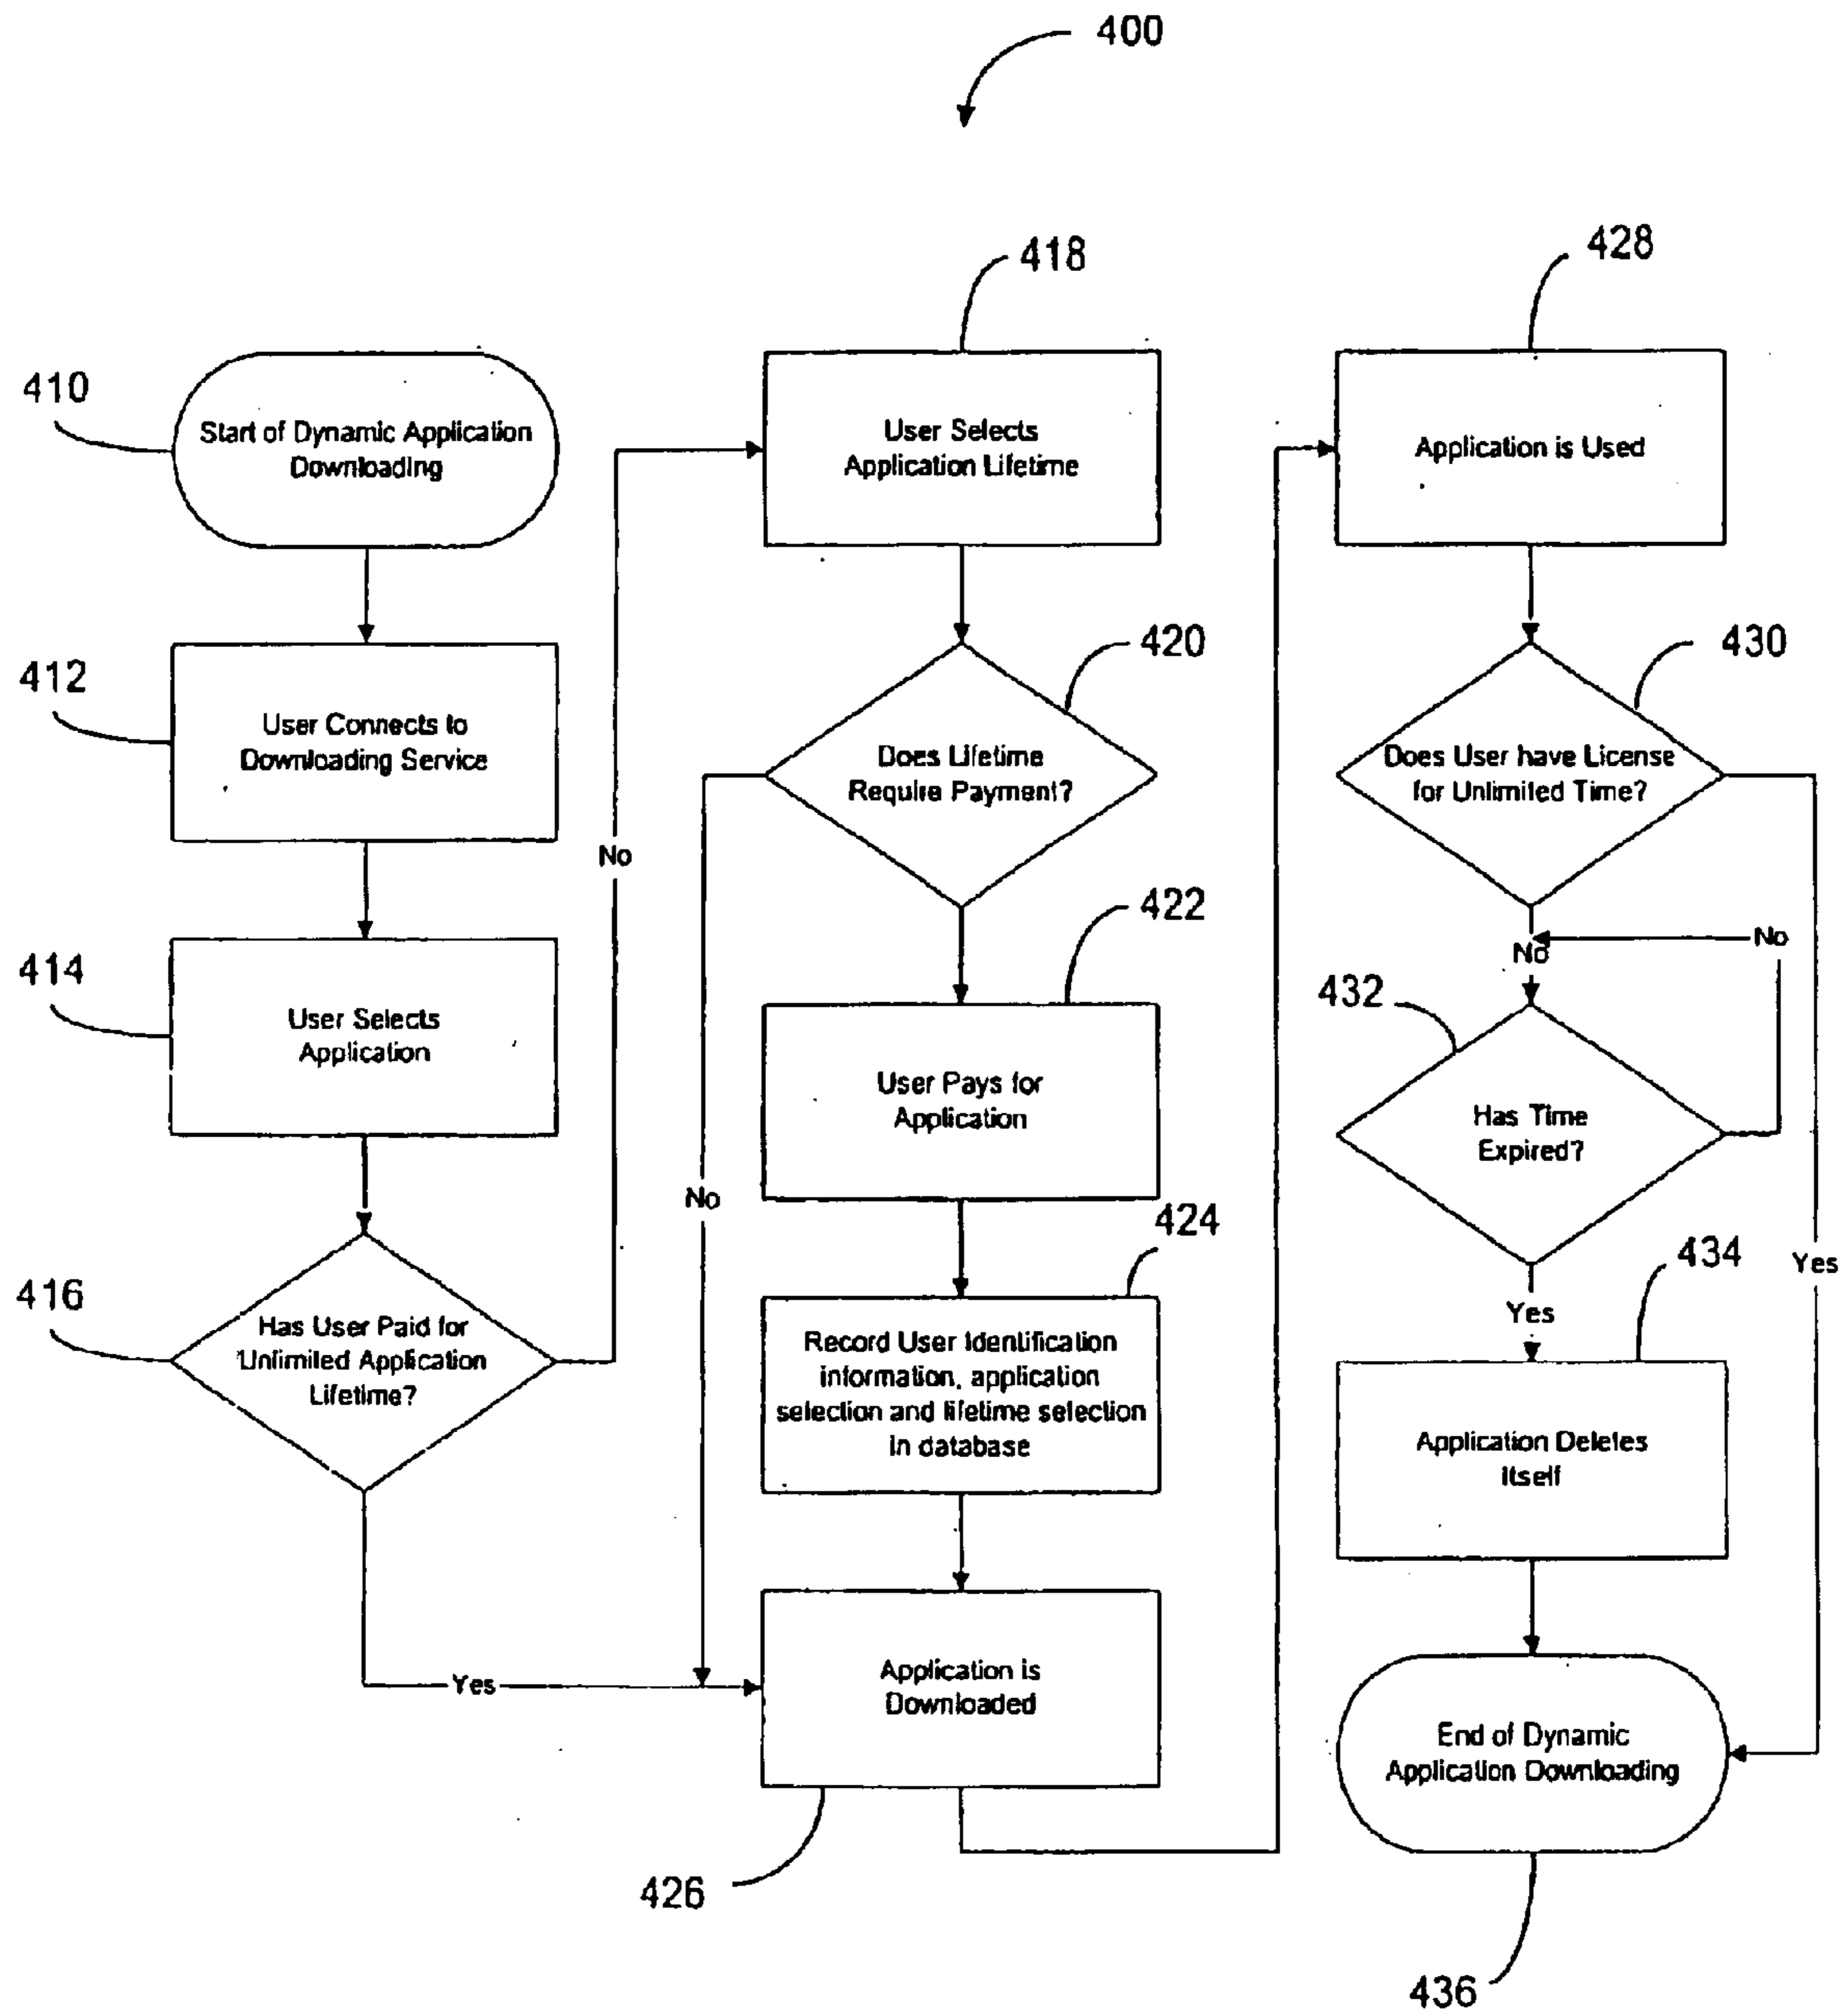 400
410
Start of Dynamic Application
Downloading
412
User Connects to
Downloading Service
414
User Selects
Application
416
Has User Paid for
Unlimited Application
Lifetime?
No
Yes
418
User Selects
Application Lifetime
420
Does Lifetime
Require Payment?
No
422
User Pays for
Application
424
Record User Identification
information, application
selection and lifetime selection
in database
Application is
Downloaded
426
428
Application is Used
430
Does User have License
for Unlimited Time?
No
No
Yes
432
Has Time
Expired?
Yes
434
Application Deletes
Itself
End of Dynamic
Application Downloading
436